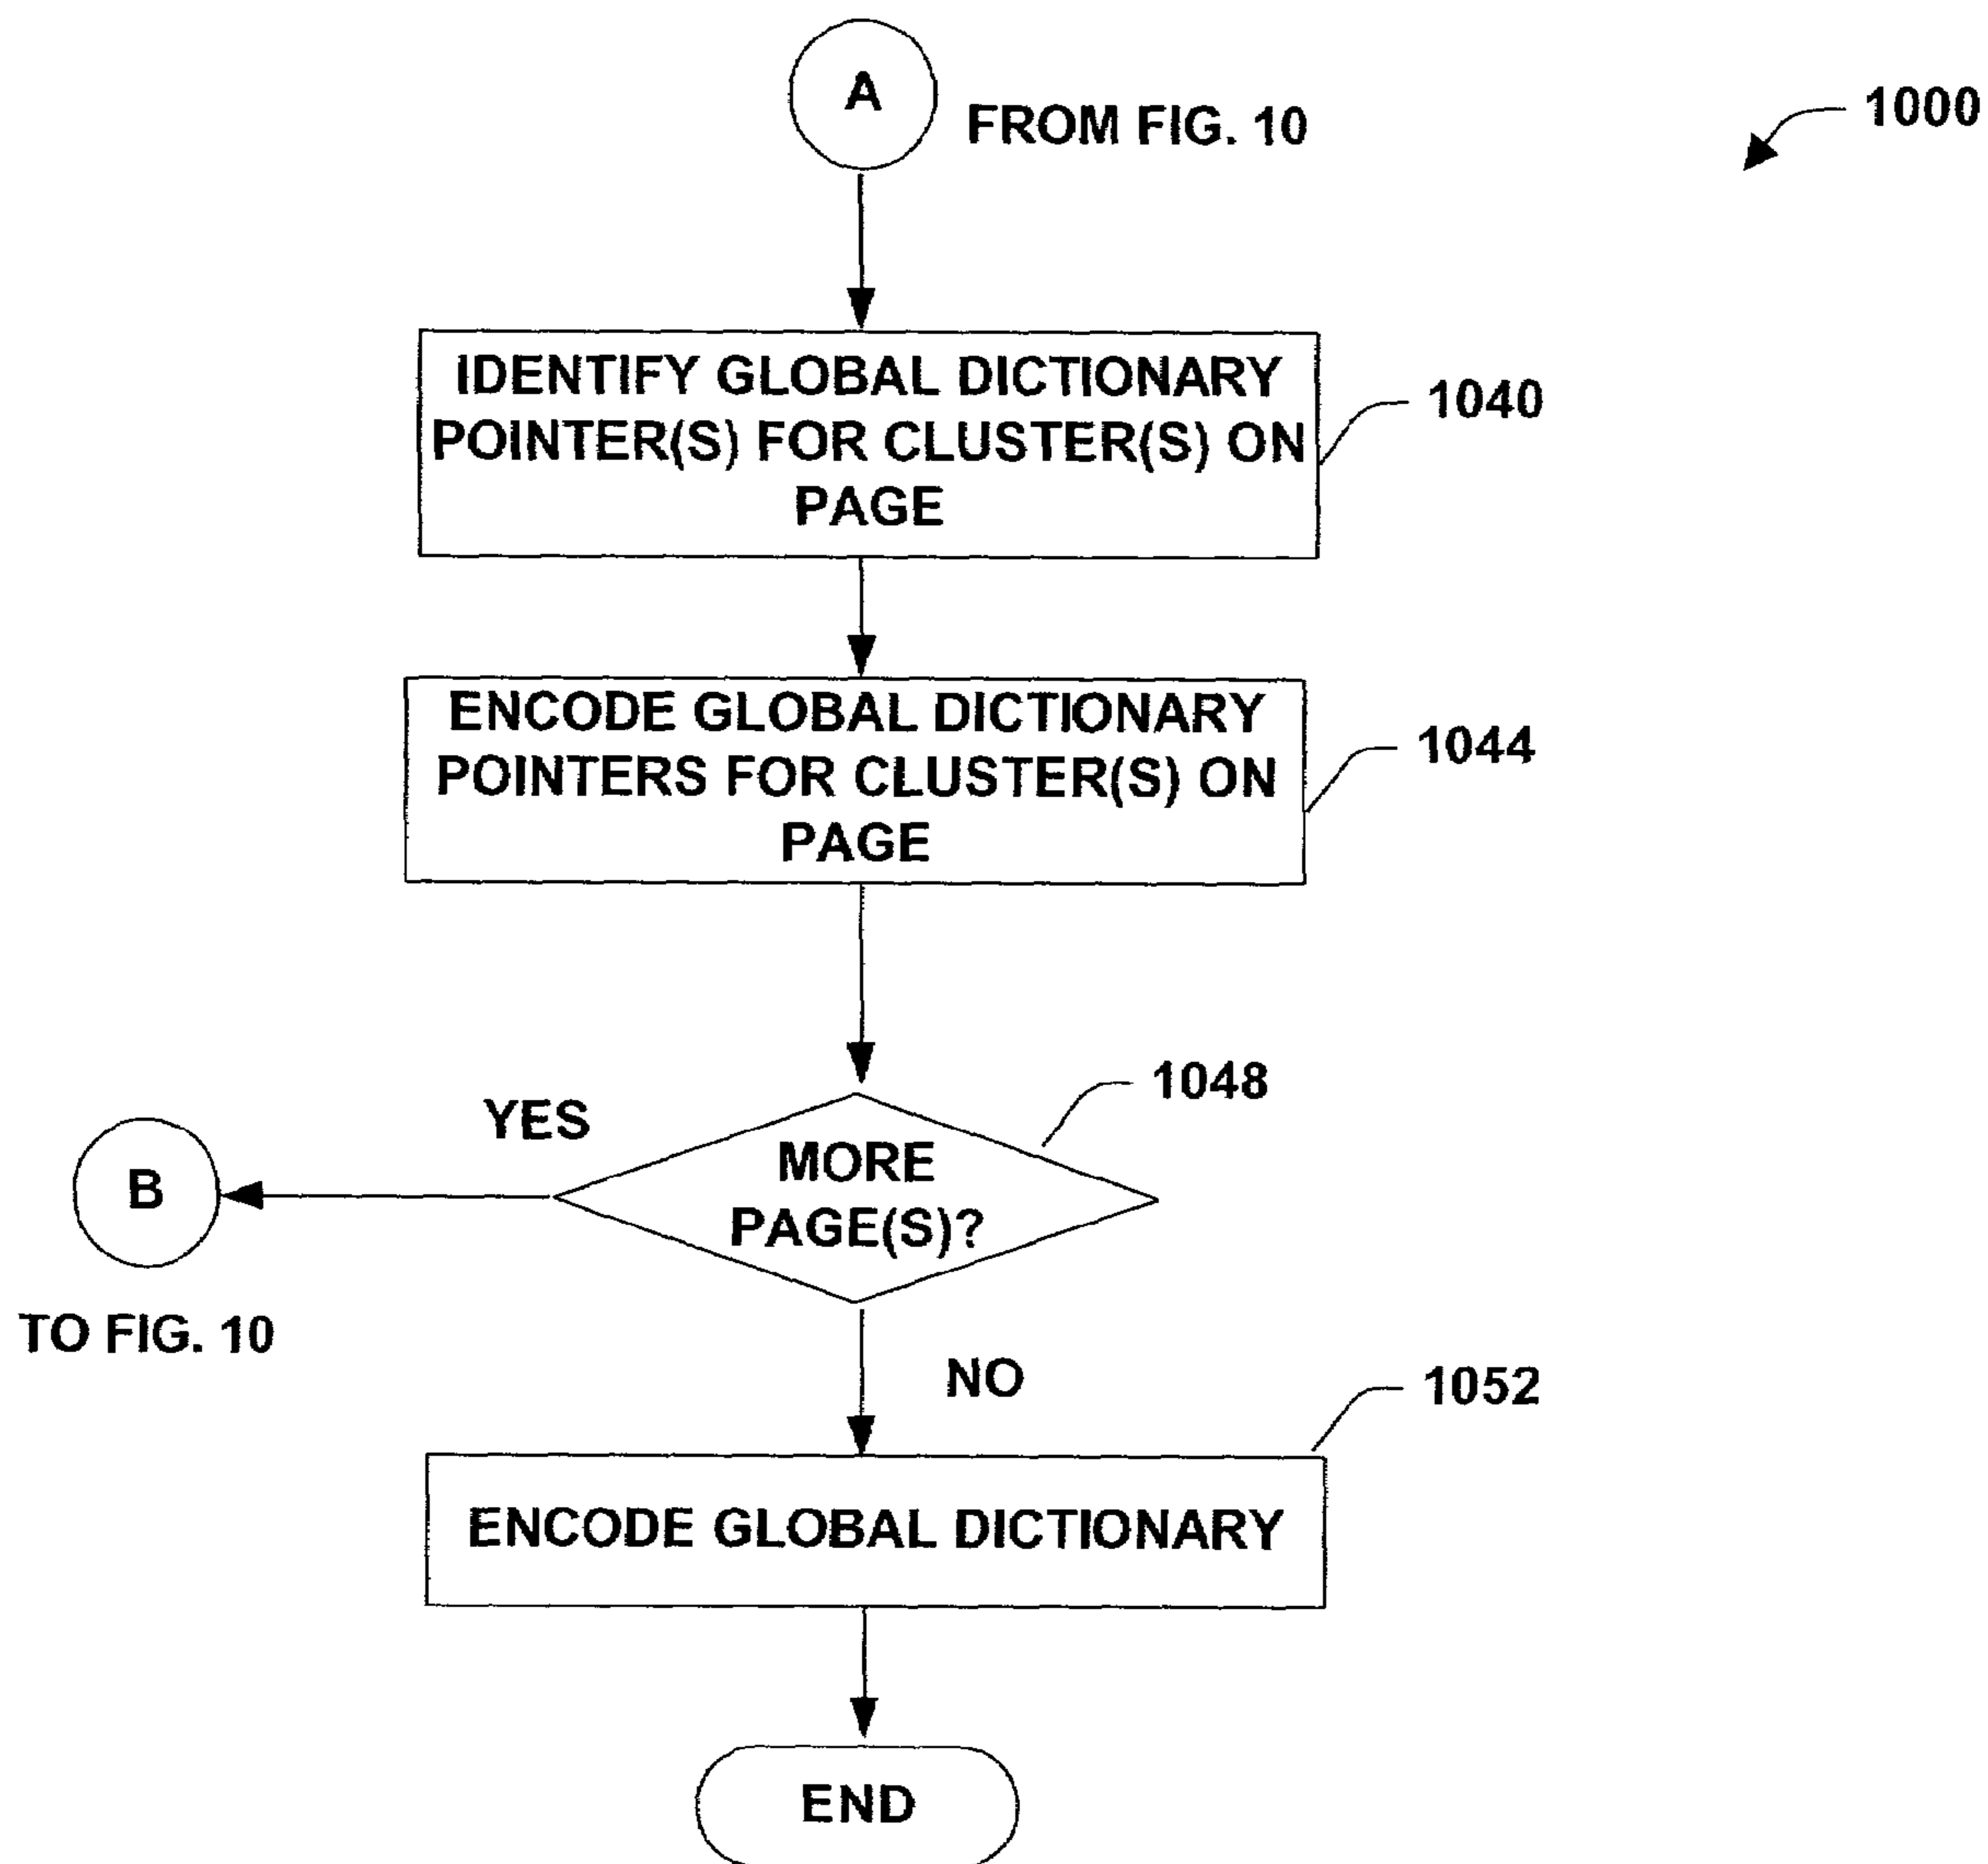 A
FROM FIG. 10
1000
IDENTIFY GLOBAL DICTIONARY
POINTER(S) FOR CLUSTER(S) ON
PAGE
1040
ENCODE GLOBAL DICTIONARY
POINTERS FOR CLUSTER(S) ON
PAGE
1044
1048
YES
MORE
PAGE(S)?
B
TO FIG. 10
NO
1052
ENCODE GLOBAL DICTIONARY
END